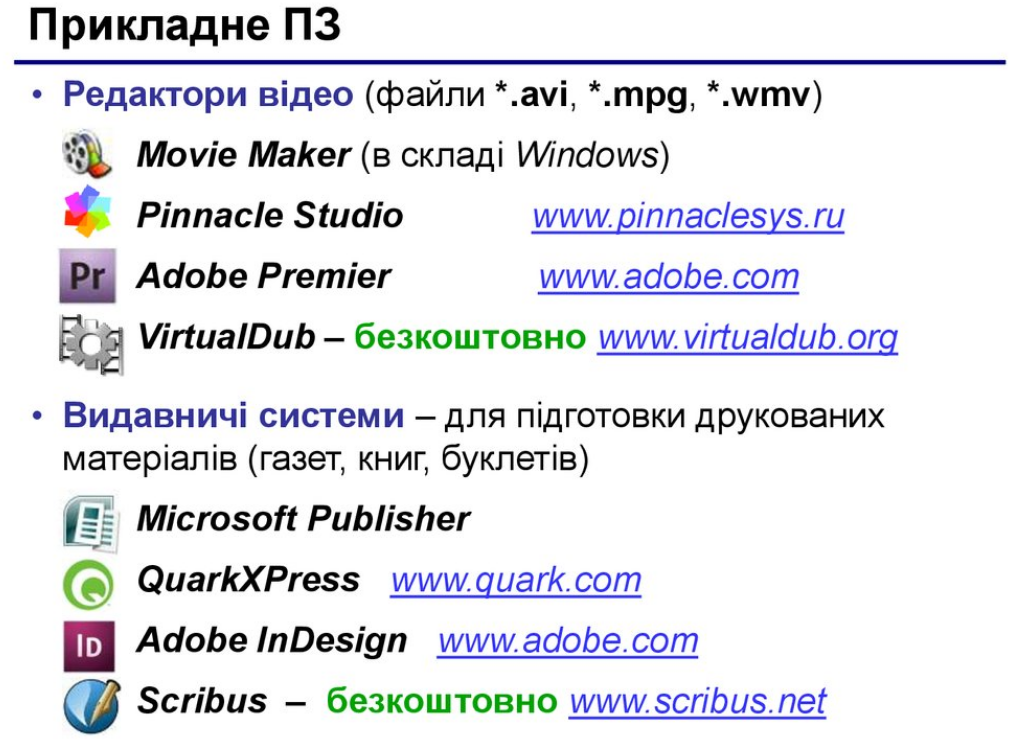 Прикладне ПЗ
• Редактори відео (файли *.avi, *.mpg, *.wmv)
Movie Maker (в складі Windows)
Pinnacle Studio www.pinnaclesys.ru
Pr Adobe Premier www.adobe.com
VirtualDub – безкоштовно www.virtualdub.org
• Видавничі системи – для підготовки друкованих
матеріалів (газет, книг, буклетів)
Microsoft Publisher
QuarkXPress www.quark.com
ID Adobe InDesign www.adobe.com
Scribus – безкоштовно www.scribus.net